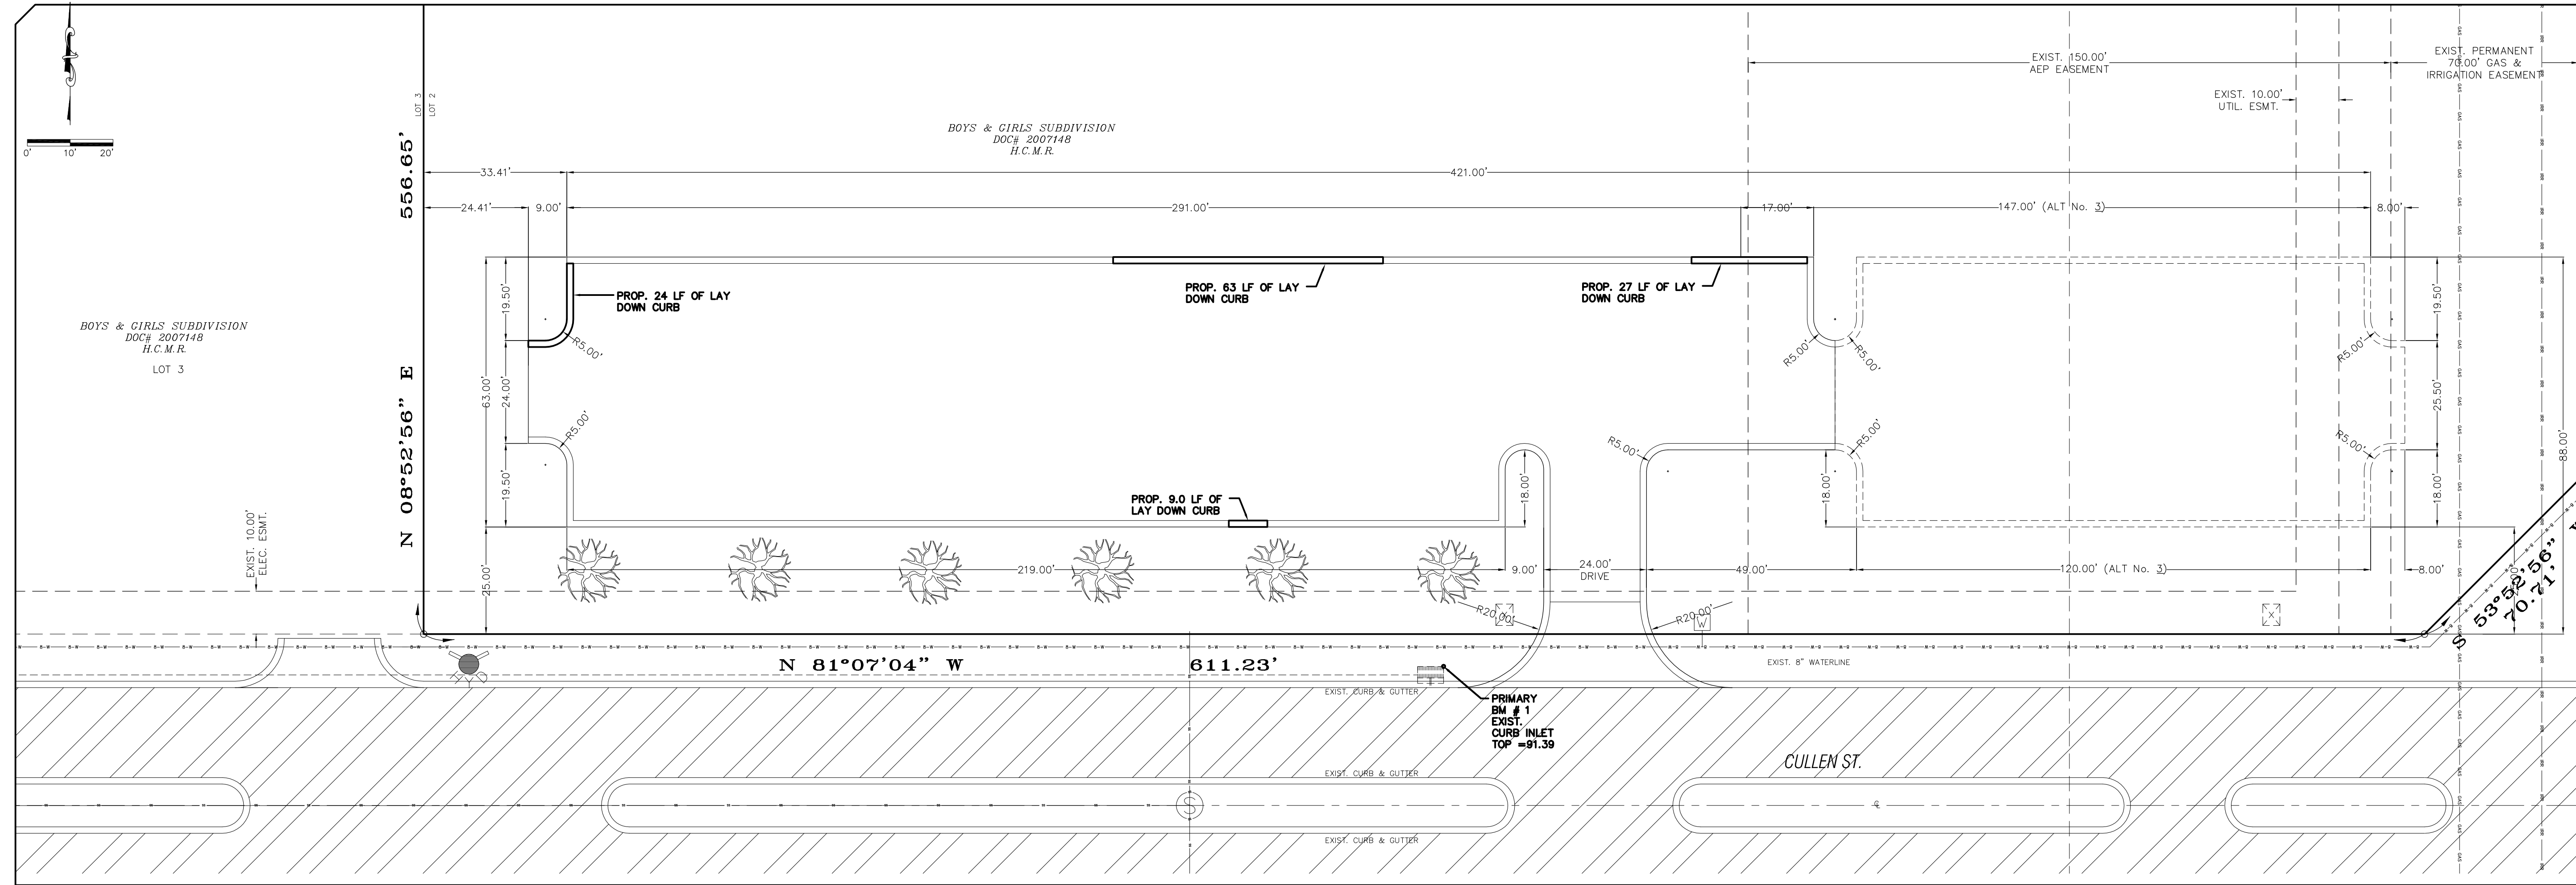 0' 10' 20'
LOT 3
LOT 2
556.65'
N 08°52'56" E
BOYS & GIRLS SUBDIVISION
DOC# 2007148
H.C.M.R.
EXIST. 150.00'
AEP EASEMENT
EXIST. PERMANENT
70.00' GAS &
IRRIGATION EASEMENT
EXIST. 10.00'
UTIL. ESMT.
33.41'
421.00'
24.41'
9.00'
291.00'
17.00'
147.00' (ALT No. 3)
8.00'
PROP. 24 LF OF LAY
DOWN CURB
PROP. 63 LF OF LAY
DOWN CURB
PROP. 27 LF OF LAY
DOWN CURB
19.50'
63.00'
24.00'
19.50'
25.00'
R5.00'
R5.00'
R5.00'
R5.00'
R5.00'
R5.00'
R5.00'
R5.00'
19.50'
25.50'
18.00'
88.00'
BOYS & GIRLS SUBDIVISION
DOC# 2007148
H.C.M.R.
LOT 3
PROP. 9.0 LF OF
LAY DOWN CURB
18.00'
18.00'
EXIST. 10.00'
ELEC. ESMT.
219.00'
9.00'
24.00'
DRIVE
49.00'
120.00' (ALT No. 3)
8.00'
R20.00'
R20.00'
W
X
S 53°52'56"
70.71'
HYD
N 81°07'04" W 611.23'
EXIST. 8" WATERLINE
EXIST. CURB & GUTTER
PRIMARY
BM # 1
EXIST.
CURB INLET
TOP =91.39
CULLEN ST.
EXIST. CURB & GUTTER
S
EXIST. CURB & GUTTER